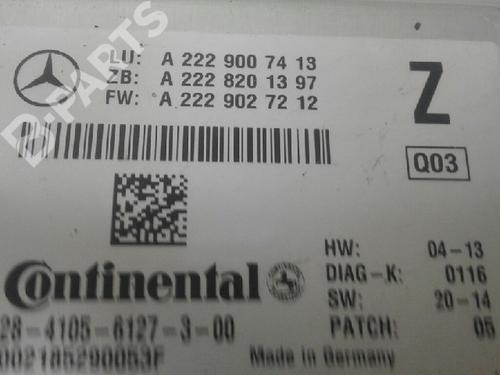 LU: A 222 900 74 13
ZB: A 222 820 13 97
FW: A 222 902 72 12
Z
Q03
B-PARTS
Continental
HW: 04-13
DIAG-K: 0116
SW: 20-14
PATCH: 05
28-4105-6127-3-00
002185290053F
Made in Germany